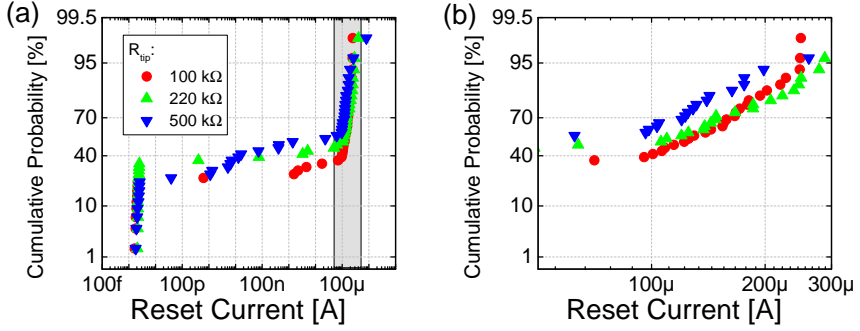 (a)
Cumulative Probability [%]
99.5
95
70
40
10
1
R_tip:
100 kΩ
220 kΩ
500 kΩ
100f 100p 100n 100µ
Reset Current [A]
(b)
Cumulative Probability [%]
99.5
95
70
40
10
1
100µ 200µ 300µ
Reset Current [A]